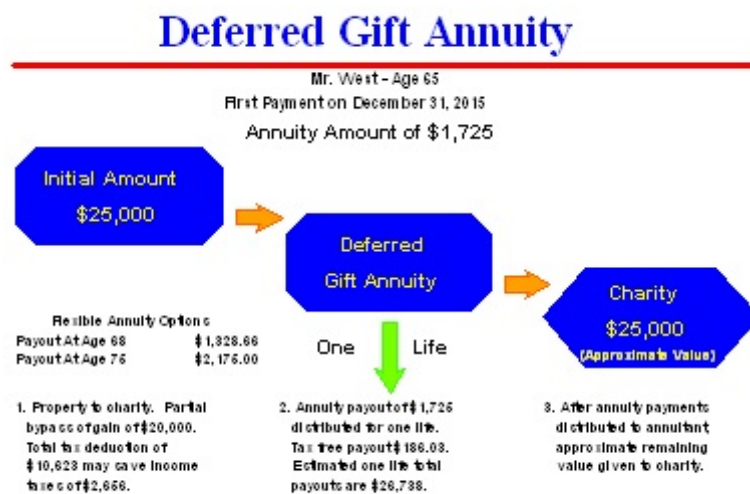 Deferred Gift Annuity
Mr. West - Age 65
First Payment on December 31, 2015
Annuity Amount of $1,725
Initial Amount
$25,000
Deferred
Gift Annuity
Charity
$25,000
(Approximate Value)
Flexible Annuity Options
Payout At Age 68 $1,328.66
Payout At Age 75 $2,175.00
One Life
1. Property to charity. Partial
bypass of gain of $20,000.
Total tax deduction of
$10,623 may save income
taxes of $2,656.
2. Annuity payout of $1,725
distributed for one life.
Tax free payout $186.03.
Estimated one life total
payouts are $26,738.
3. After annuity payments
distributed to annuitant,
approximate remaining
value given to charity.